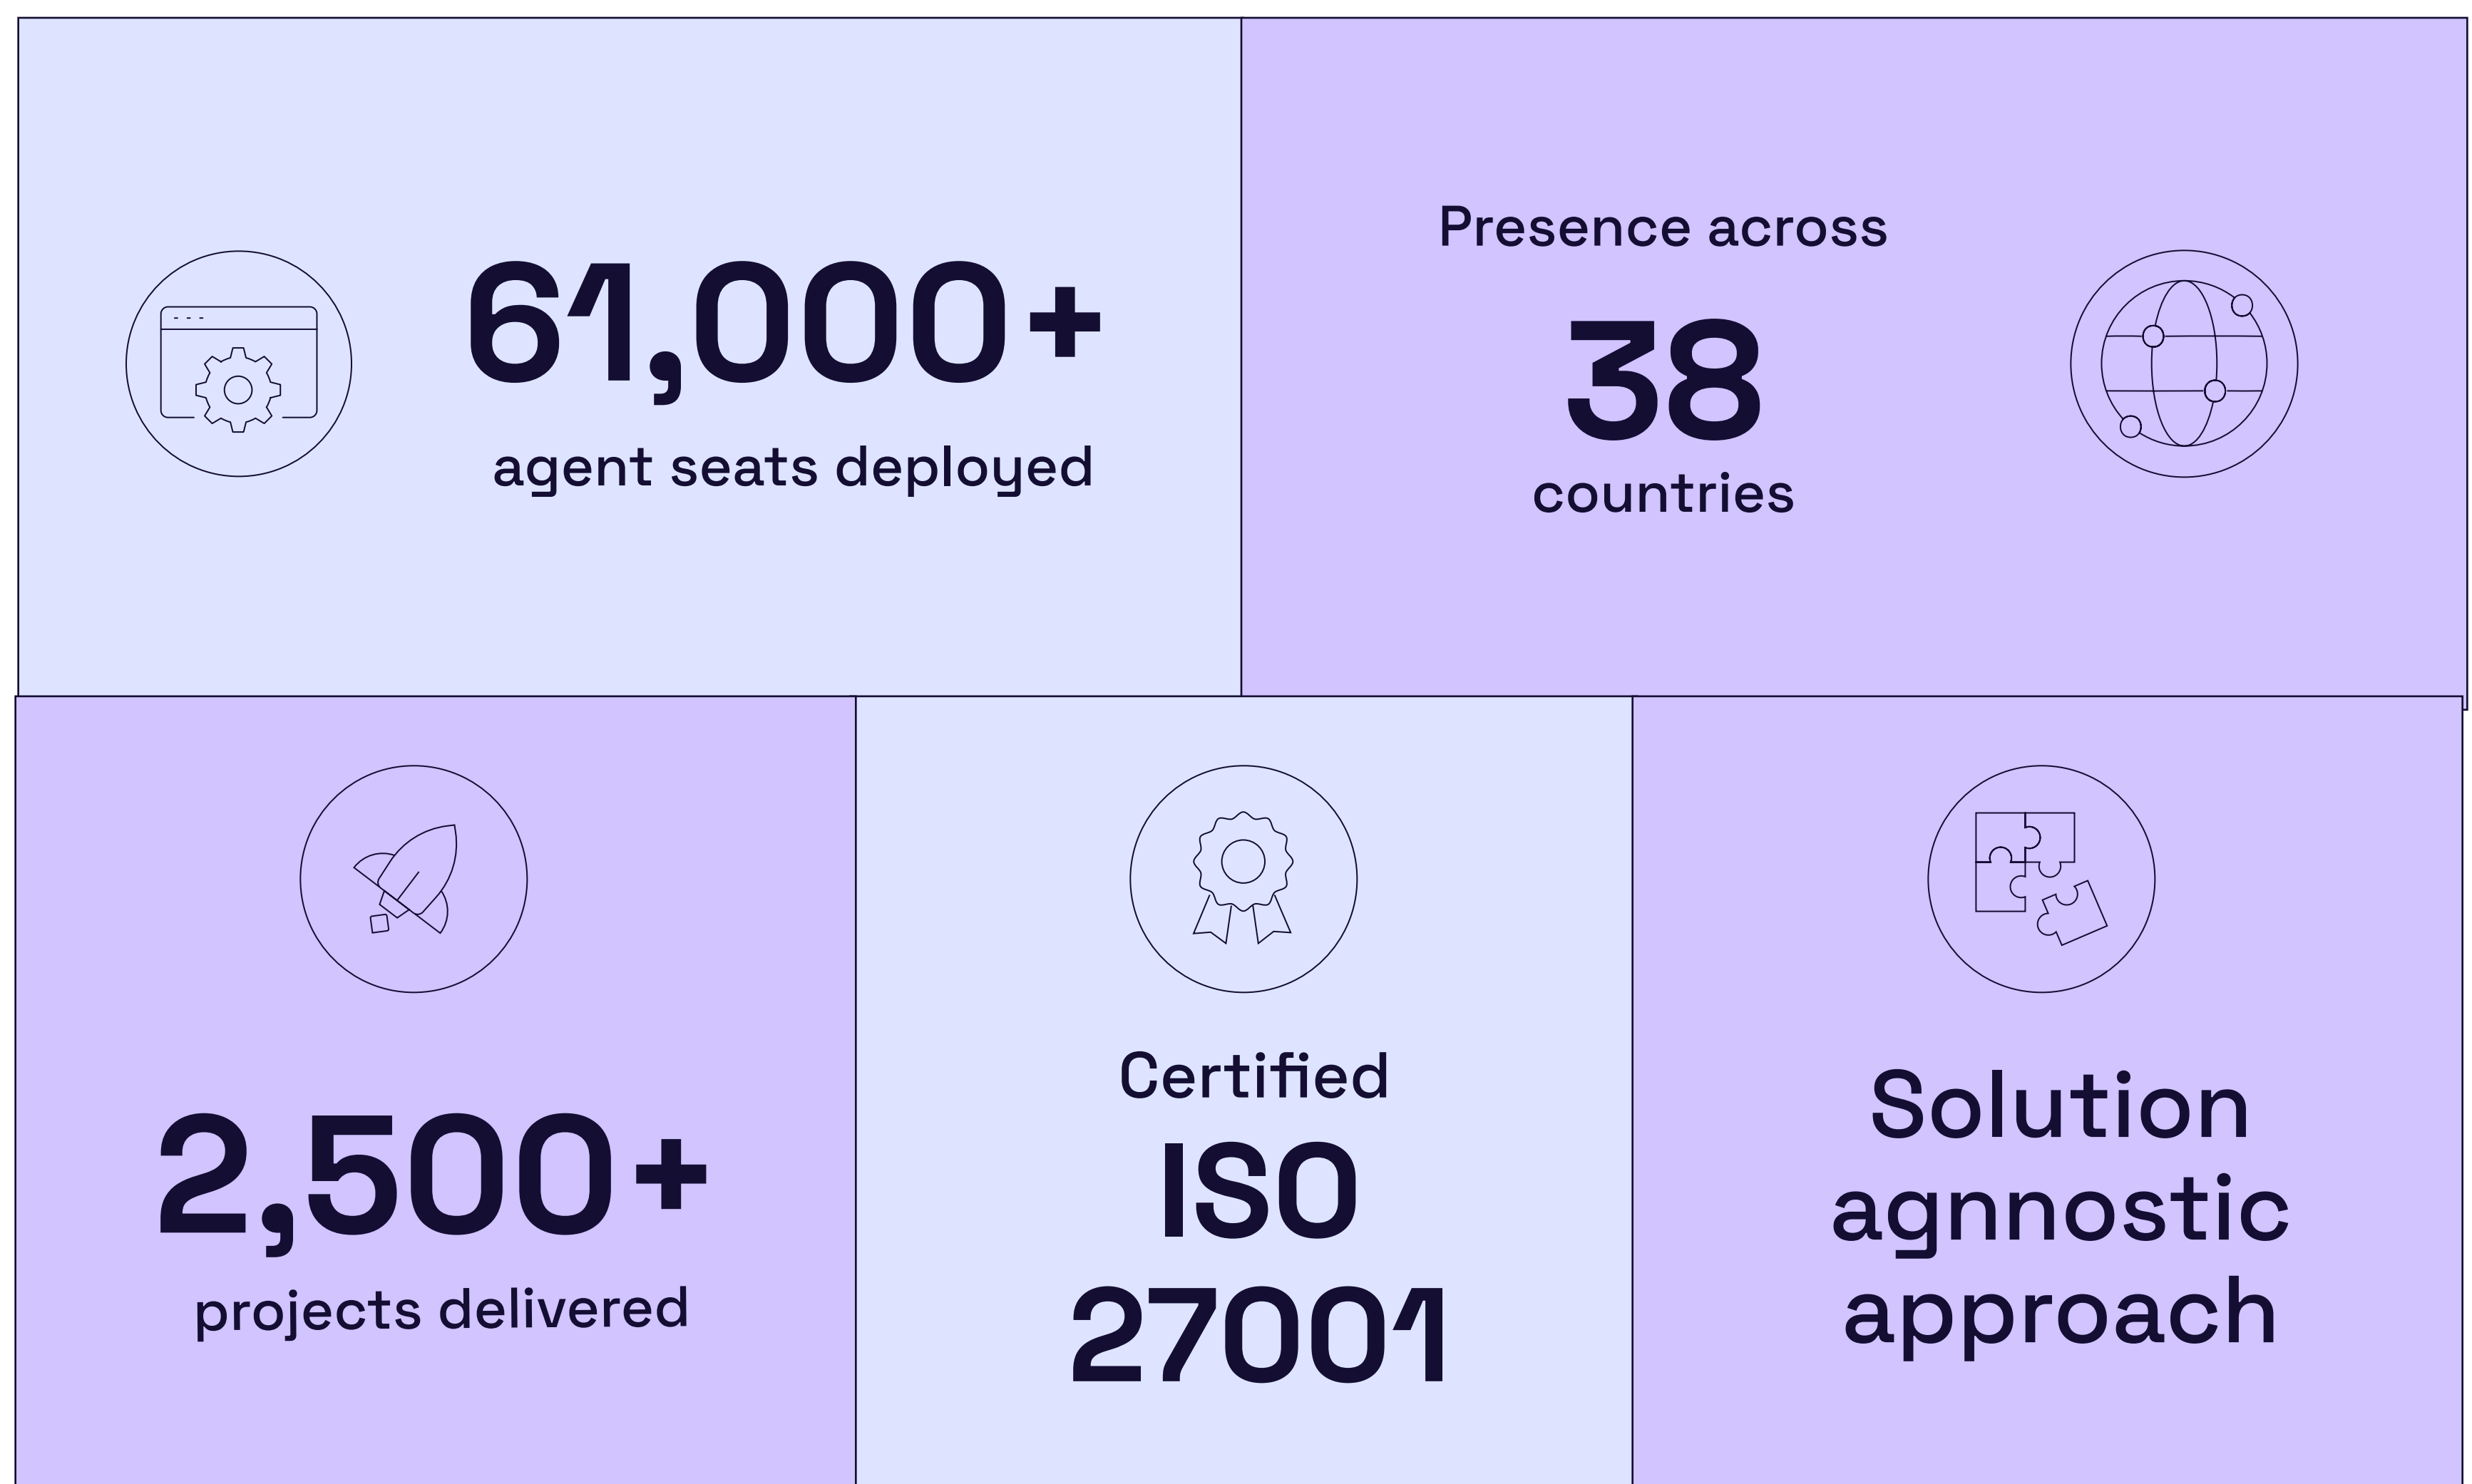 61,000+
agent seats deployed
Presence across
38
countries
2,500+
projects delivered
Certified
ISO
27001
Solution
agnnostic
approach